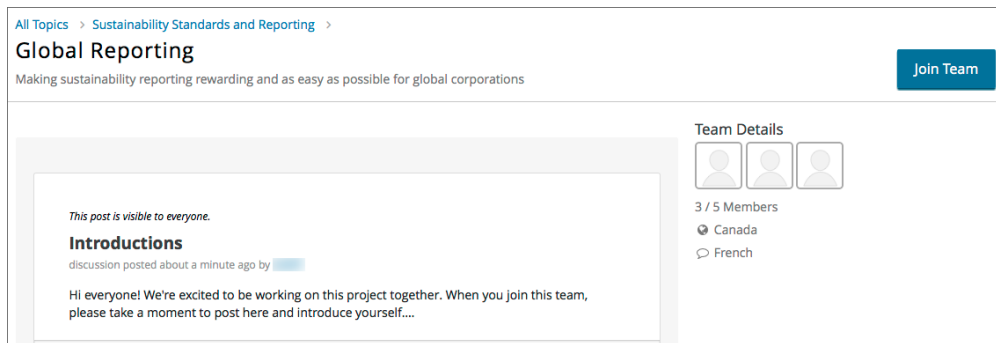 All Topics > Sustainability Standards and Reporting >
Global Reporting
Making sustainability reporting rewarding and as easy as possible for global corporations
Join Team
This post is visible to everyone.
Introductions
discussion posted about a minute ago by
Hi everyone! We're excited to be working on this project together. When you join this team,
please take a moment to post here and introduce yourself....
Team Details
3 / 5 Members
Canada
French